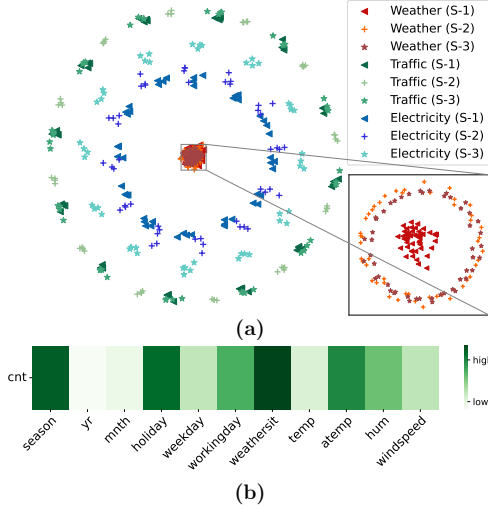 Weather (S-1)
Weather (S-2)
Weather (S-3)
Traffic (S-1)
Traffic (S-2)
Traffic (S-3)
Electricity (S-1)
Electricity (S-2)
Electricity (S-3)
(a)
cnt
high
low
season
yr
mnth
holiday
weekday
workingday
weathersit
temp
atemp
hum
windspeed
(b)